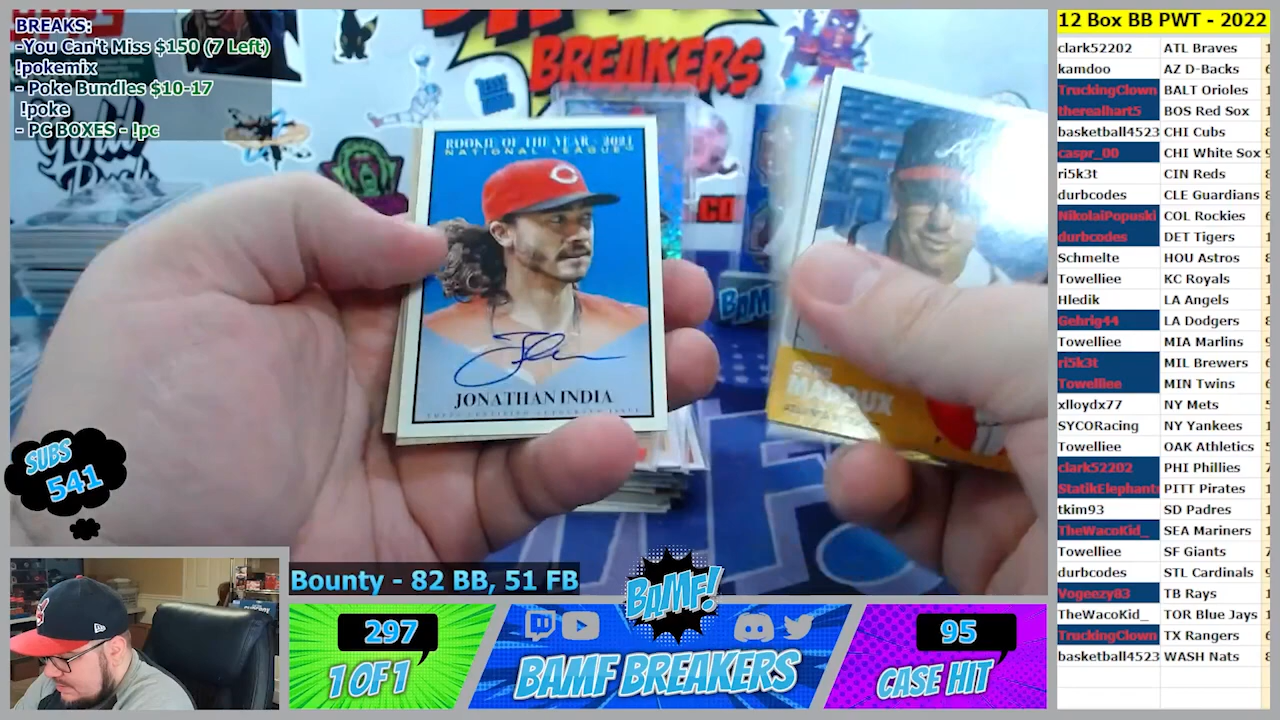 BREAKS:
-You Can't Miss $150 (7 Left)
!pokemix
- Poke Bundles $10-17
!poke
- PC BOXES - !pc
BREAKERS
ROOKIE OF THE YEAR - 2021
NATIONAL LEAGUE
C
JONATHAN INDIA
MADDUX
BAM
SUBS
541
Bounty - 82 BB, 51 FB
BAMF!
297
1 OF 1
BAMF BREAKERS
95
CASE HIT
12 Box BB PWT - 2022
clark52202 ATL Braves
kamdoo AZ D-Backs
TruckingClown BALT Orioles
therealhart5 BOS Red Sox
basketball4523 CHI Cubs
caspr_00 CHI White Sox
ri5k3t CIN Reds
durbcodes CLE Guardians
NikolaiPopuski COL Rockies
durbcodes DET Tigers
Schmelte HOU Astros
Towelliee KC Royals
Hledik LA Angels
Gehrig44 LA Dodgers
Towelliee MIA Marlins
ri5k3t MIL Brewers
Towelliee MIN Twins
xlloydx77 NY Mets
SYCORacing NY Yankees
Towelliee OAK Athletics
clark52202 PHI Phillies
StatikElephant PITT Pirates
tkim93 SD Padres
TheWacoKid_ SEA Mariners
Towelliee SF Giants
durbcodes STL Cardinals
Vogeezy83 TB Rays
TheWacoKid_ TOR Blue Jays
TruckingClown TX Rangers
basketball4523 WASH Nats